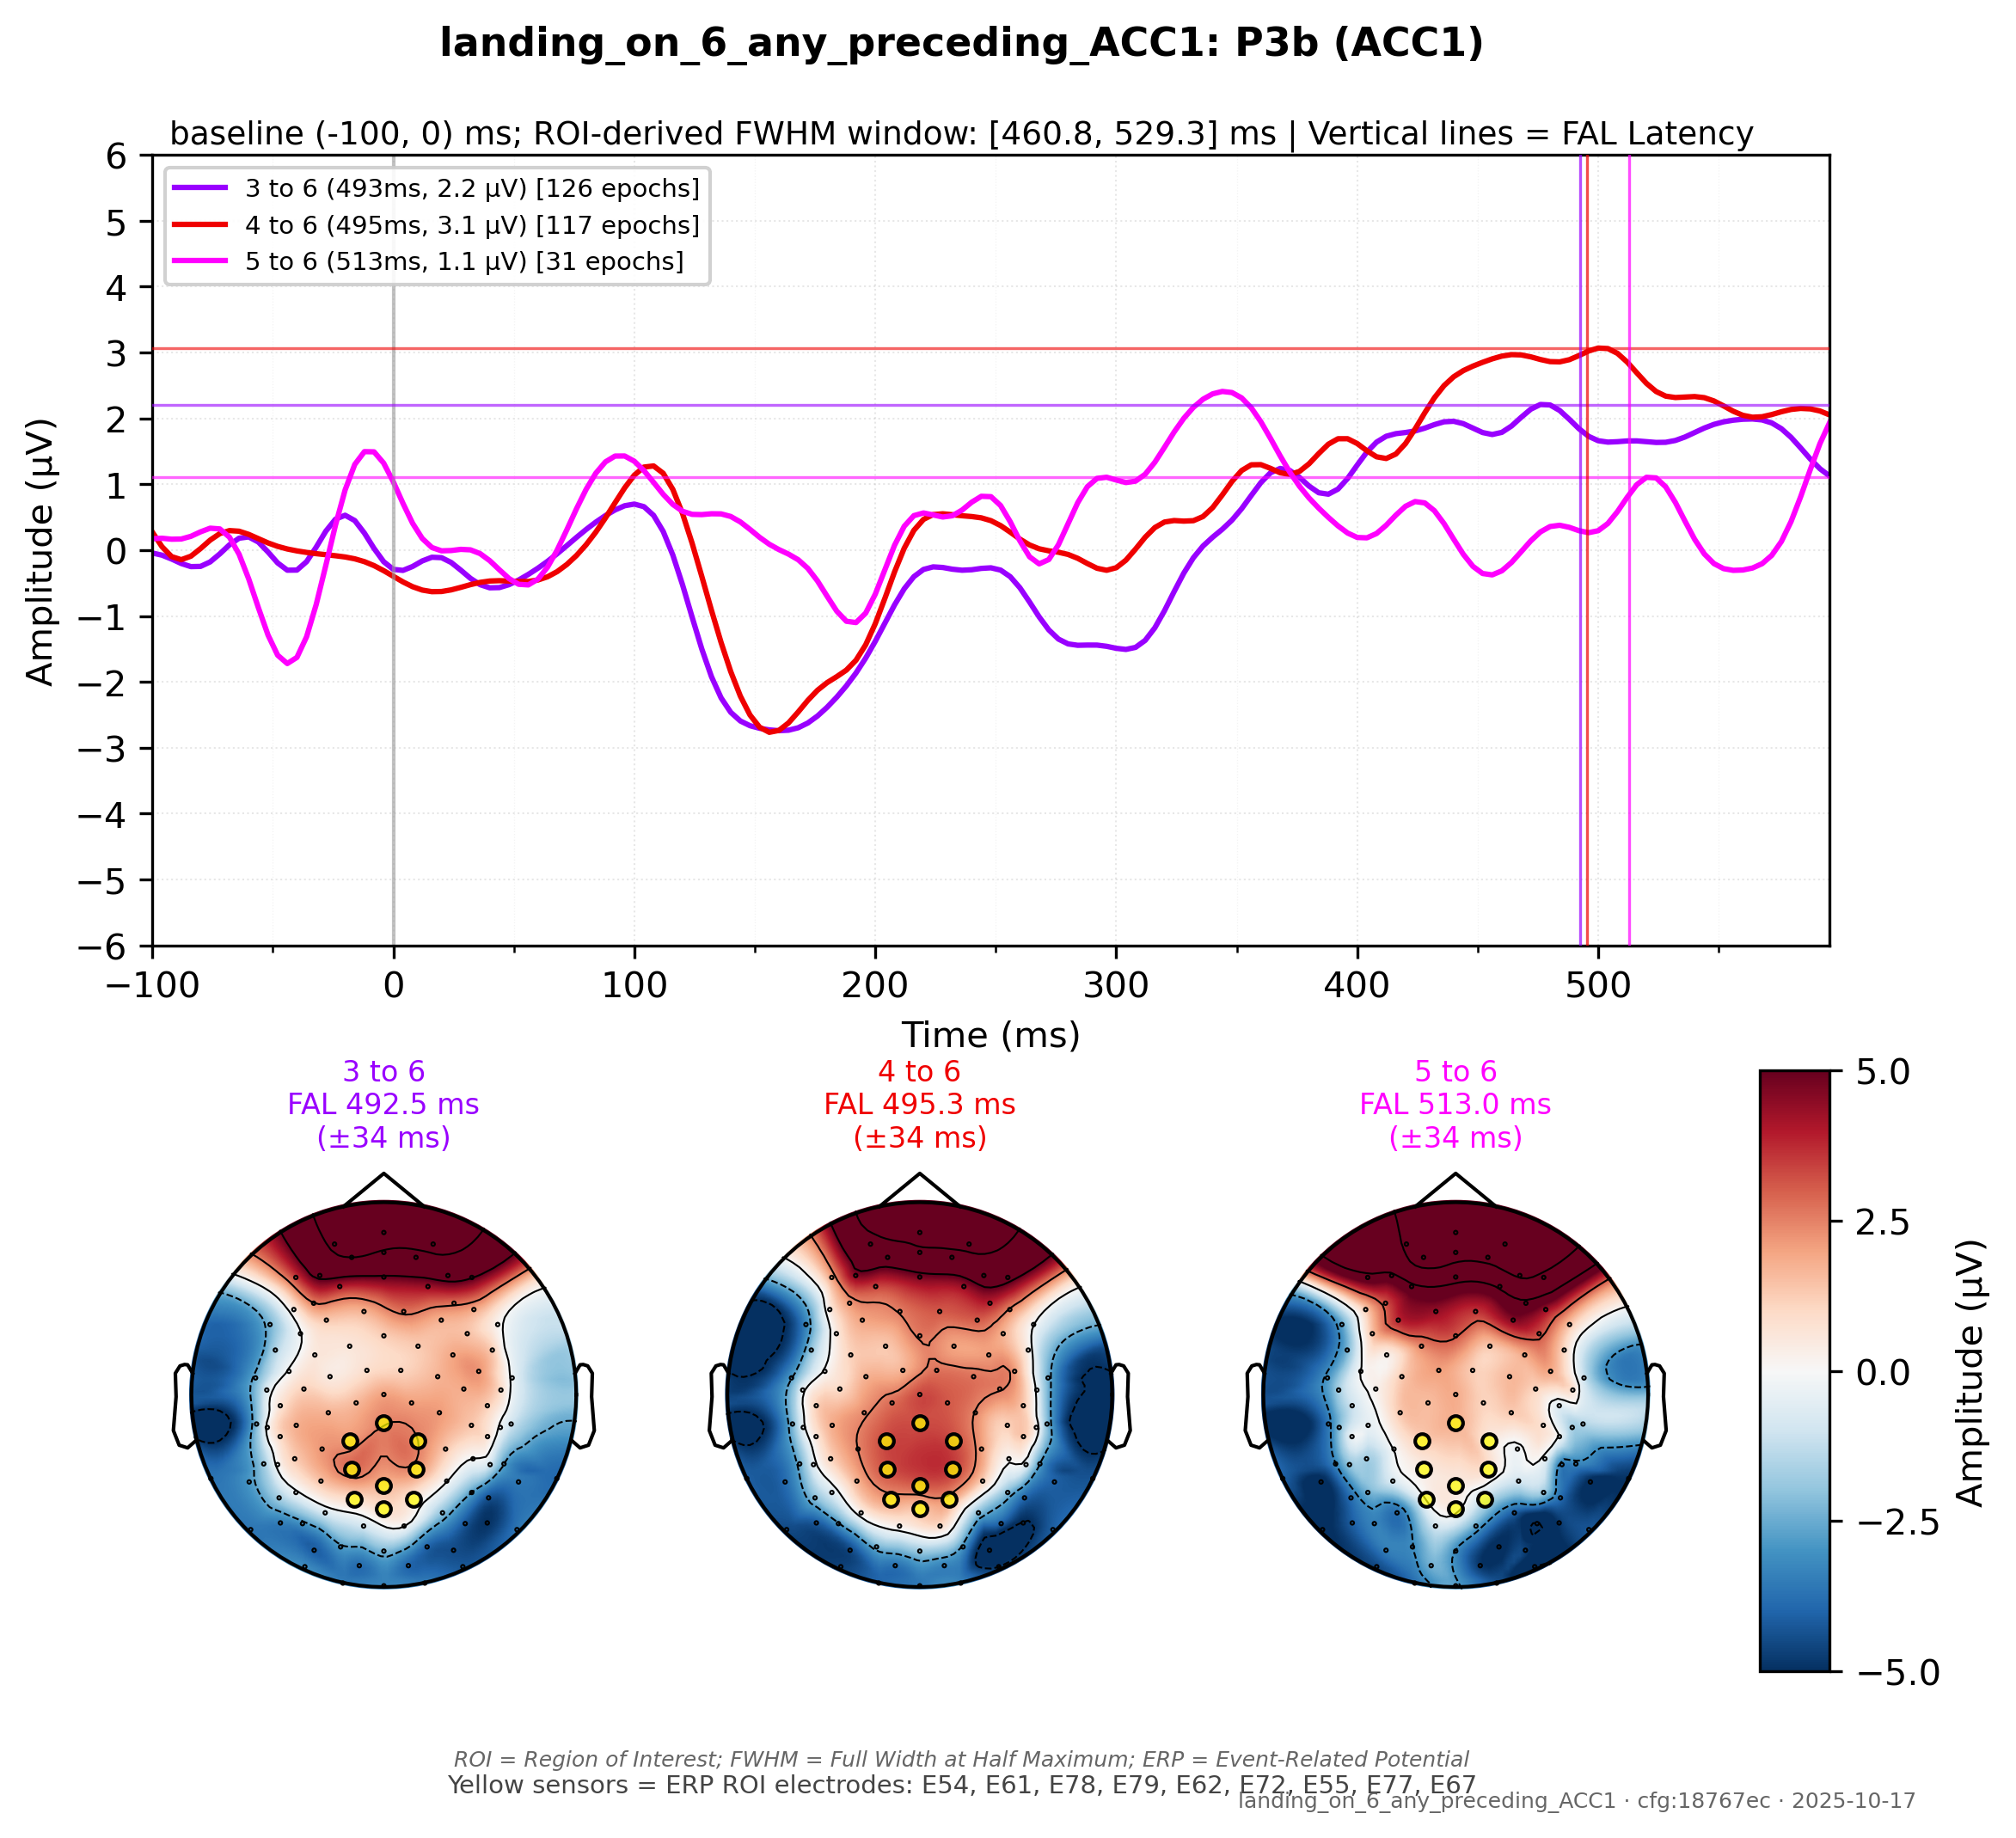 landing_on_6_any_preceding_ACC1: P3b (ACC1)
baseline (-100, 0) ms; ROI-derived FWHM window: [460.8, 529.3] ms | Vertical lines = FAL Latency
3 to 6 (493ms, 2.2 µV) [126 epochs]
4 to 6 (495ms, 3.1 µV) [117 epochs]
5 to 6 (513ms, 1.1 µV) [31 epochs]
Amplitude (µV)
6
5
4
3
2
1
0
−1
−2
−3
−4
−5
−6
−100 0 100 200 300 400 500
Time (ms)
3 to 6
FAL 492.5 ms
(±34 ms)
4 to 6
FAL 495.3 ms
(±34 ms)
5 to 6
FAL 513.0 ms
(±34 ms)
5.0
2.5
0.0
−2.5
−5.0
Amplitude (µV)
ROI = Region of Interest; FWHM = Full Width at Half Maximum; ERP = Event-Related Potential
Yellow sensors = ERP ROI electrodes: E54, E61, E78, E79, E62, E72, E55, E77, E67
landing_on_6_any_preceding_ACC1 · cfg:18767ec · 2025-10-17